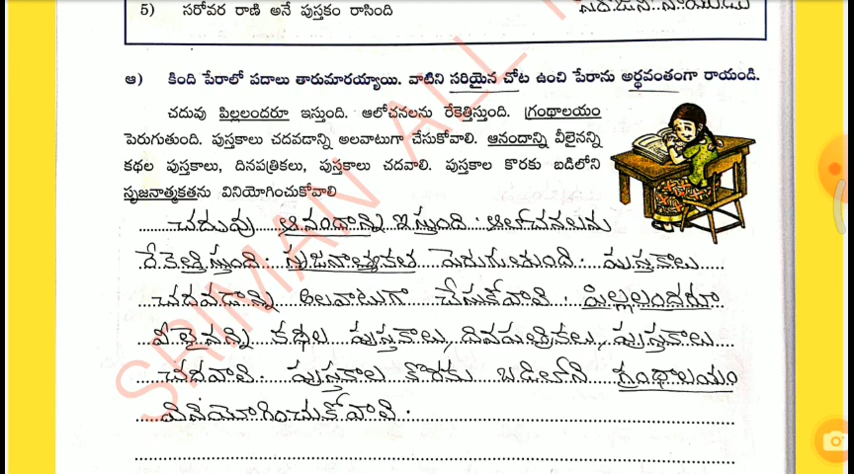 5) సరోవర రాణి అనే పుస్తకం రాసింది
ఆ) కింది పేరాలో పదాలు తారుమారయ్యాయి. వాటిని సరియైన చోట ఉంచి పేరాను అర్థవంతంగా రాయండి.
చదువు పిల్లలందరూ ఇస్తుంది. ఆలోచనలను రేకెత్తిస్తుంది. గ్రంథాలయం
పెరుగుతుంది. పుస్తకాలు చదవడాన్ని అలవాటుగా చేసుకోవాలి. ఆనందాన్ని వీలైనన్ని
కథల పుస్తకాలు, దినపత్రికలు, పుస్తకాలు చదవాలి. పుస్తకాల కొరకు బడిలోని
సృజనాత్మకతను వినియోగించుకోవాలి
చదువు ఆనందాన్ని ఇస్తుంది. ఆలోచనలను
రేకెత్తిస్తుంది. సృజనాత్మకత పెరుగుతుంది. పుస్తకాలు
చదవడాన్ని అలవాటుగా చేసుకోవాలి. పిల్లలందరూ
వీలైనన్ని కథల పుస్తకాలు, దినపత్రికలు, పుస్తకాలు
చదవాలి. పుస్తకాల కొరకు బడిలోని గ్రంథాలయం
వినియోగించుకోవాలి.
SRIMAN ALL